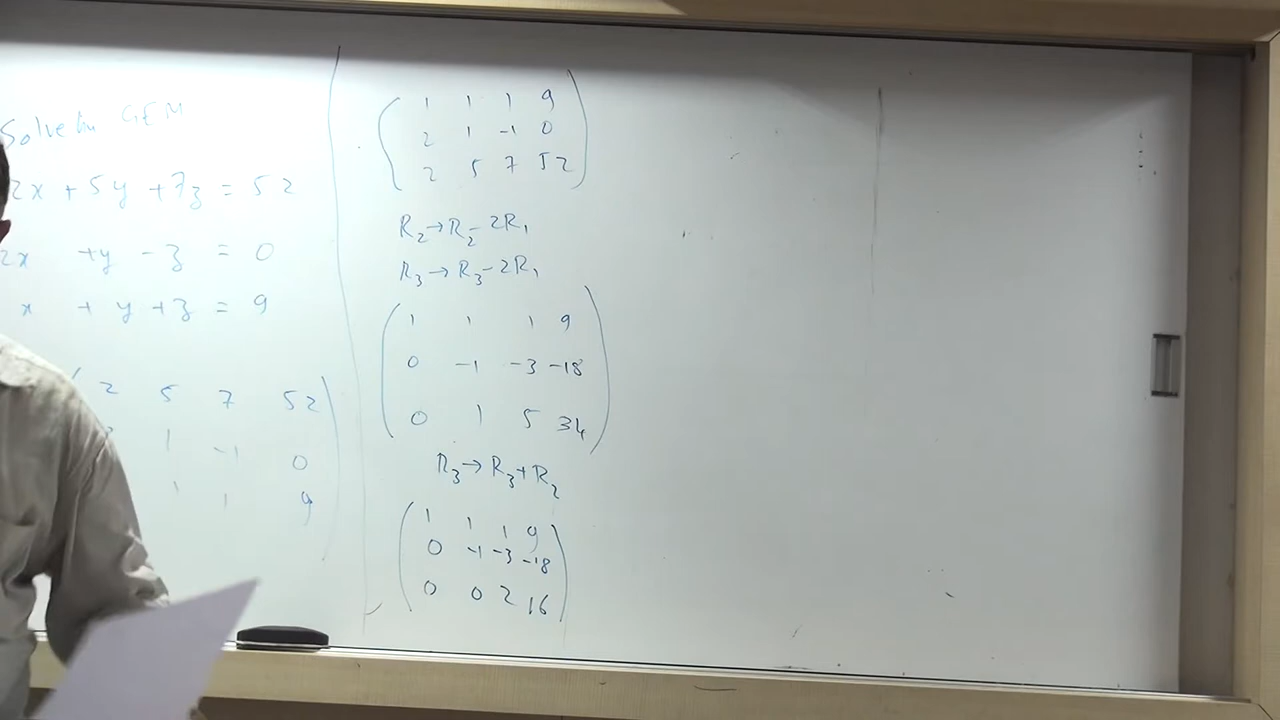 Solve by GEM
2x + 5y + 7z = 52
2x + y - z = 0
x + y + z = 9
2 5 7 52
1 -1 0
1 1 9
1 1 1 9
2 1 -1 0
2 5 7 52
R₂ → R₂ - 2R₁
R₃ → R₃ - 2R₁
1 1 1 9
0 -1 -3 -18
0 1 5 34
R₃ → R₃ + R₂
1 1 1 9
0 -1 -3 -18
0 0 2 16